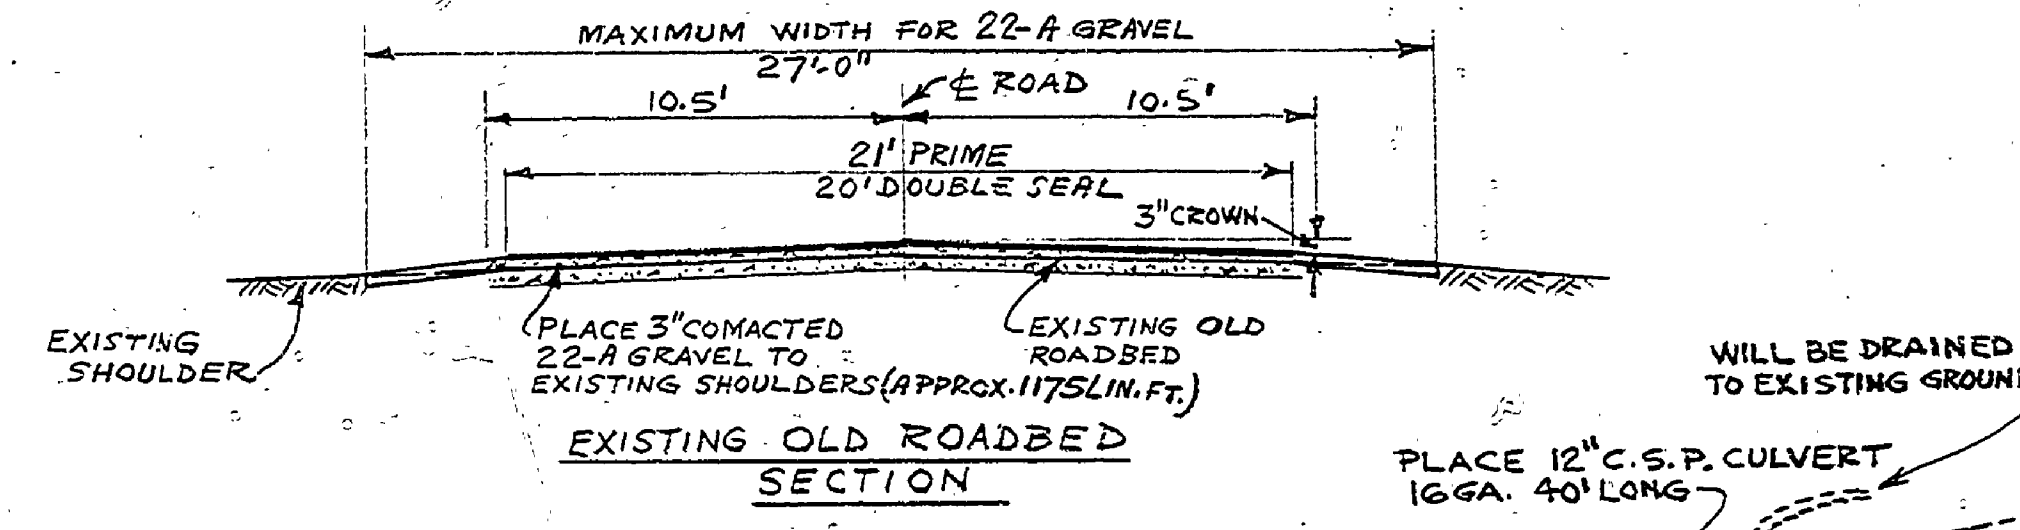 MAXIMUM WIDTH FOR 22-A GRAVEL
27'-0"
℄ ROAD
10.5'
10.5'
21' PRIME
20' DOUBLE SEAL
3" CROWN
EXISTING
SHOULDER
PLACE 3" COMACTED
22-A GRAVEL TO
EXISTING SHOULDERS (APPROX. 1175 LIN. FT.)
EXISTING OLD
ROADBED
EXISTING OLD ROADBED
SECTION
WILL BE DRAINED
TO EXISTING GROUN
PLACE 12" C.S.P. CULVERT
16 GA. 40' LONG